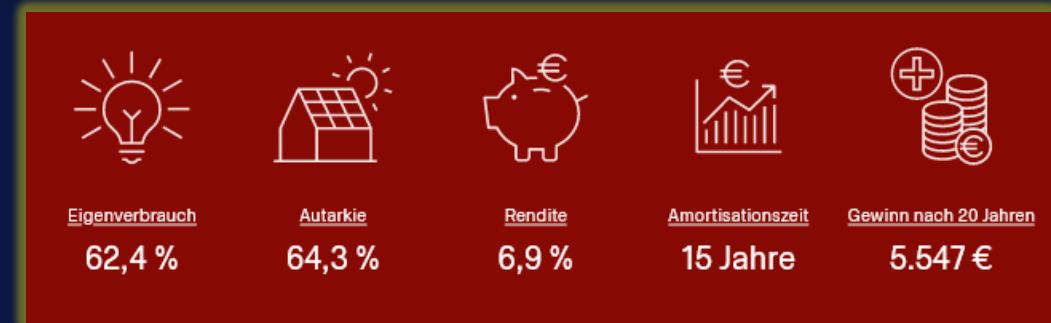 Eigenverbrauch
62,4 %
Autarkie
64,3 %
Rendite
6,9 %
Amortisationszeit
15 Jahre
Gewinn nach 20 Jahren
5.547 €